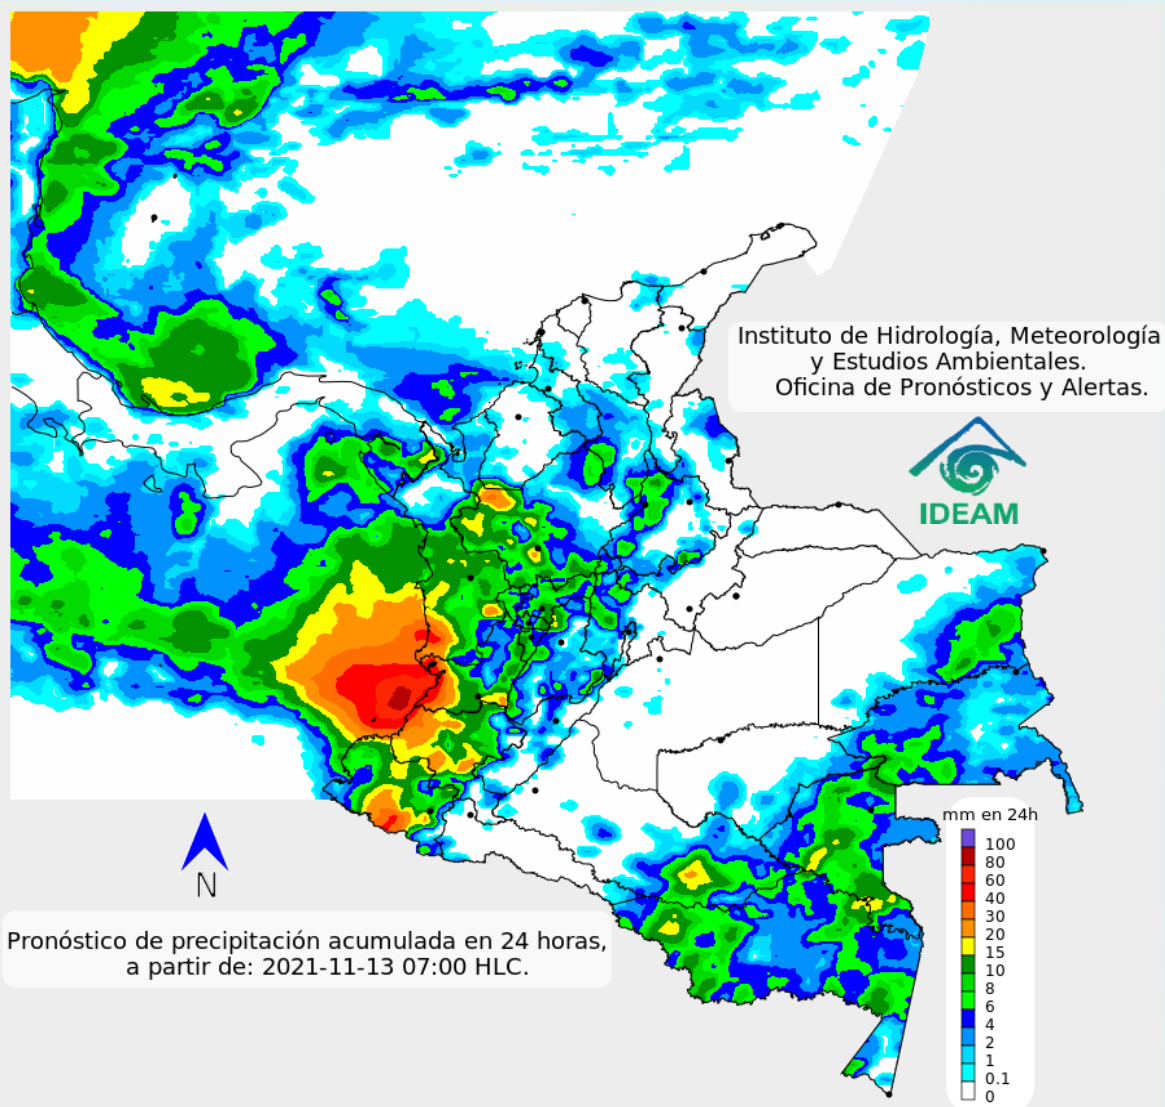 Instituto de Hidrología, Meteorología
y Estudios Ambientales.
Oficina de Pronósticos y Alertas.
IDEAM
N
Pronóstico de precipitación acumulada en 24 horas,
a partir de: 2021-11-13 07:00 HLC.
mm en 24h
100
80
60
40
30
20
15
10
8
6
4
2
1
0.1
0